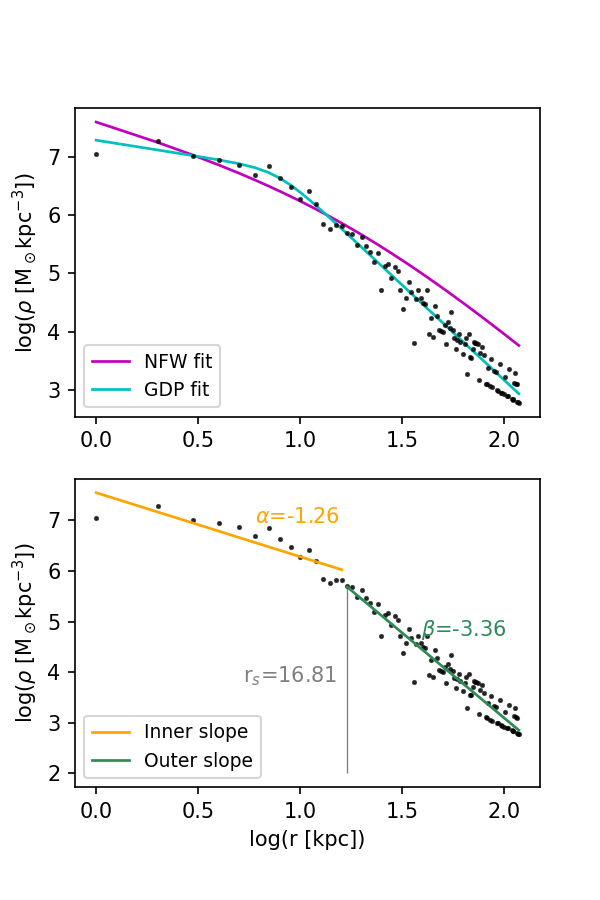 log(ρ [M⊙kpc⁻³])
7
6
5
4
3
NFW fit
GDP fit
0.0 0.5 1.0 1.5 2.0
log(ρ [M⊙kpc⁻³])
7
6
5
4
3
2
α=-1.26
β=-3.36
rₛ=16.81
Inner slope
Outer slope
0.0 0.5 1.0 1.5 2.0
log(r [kpc])